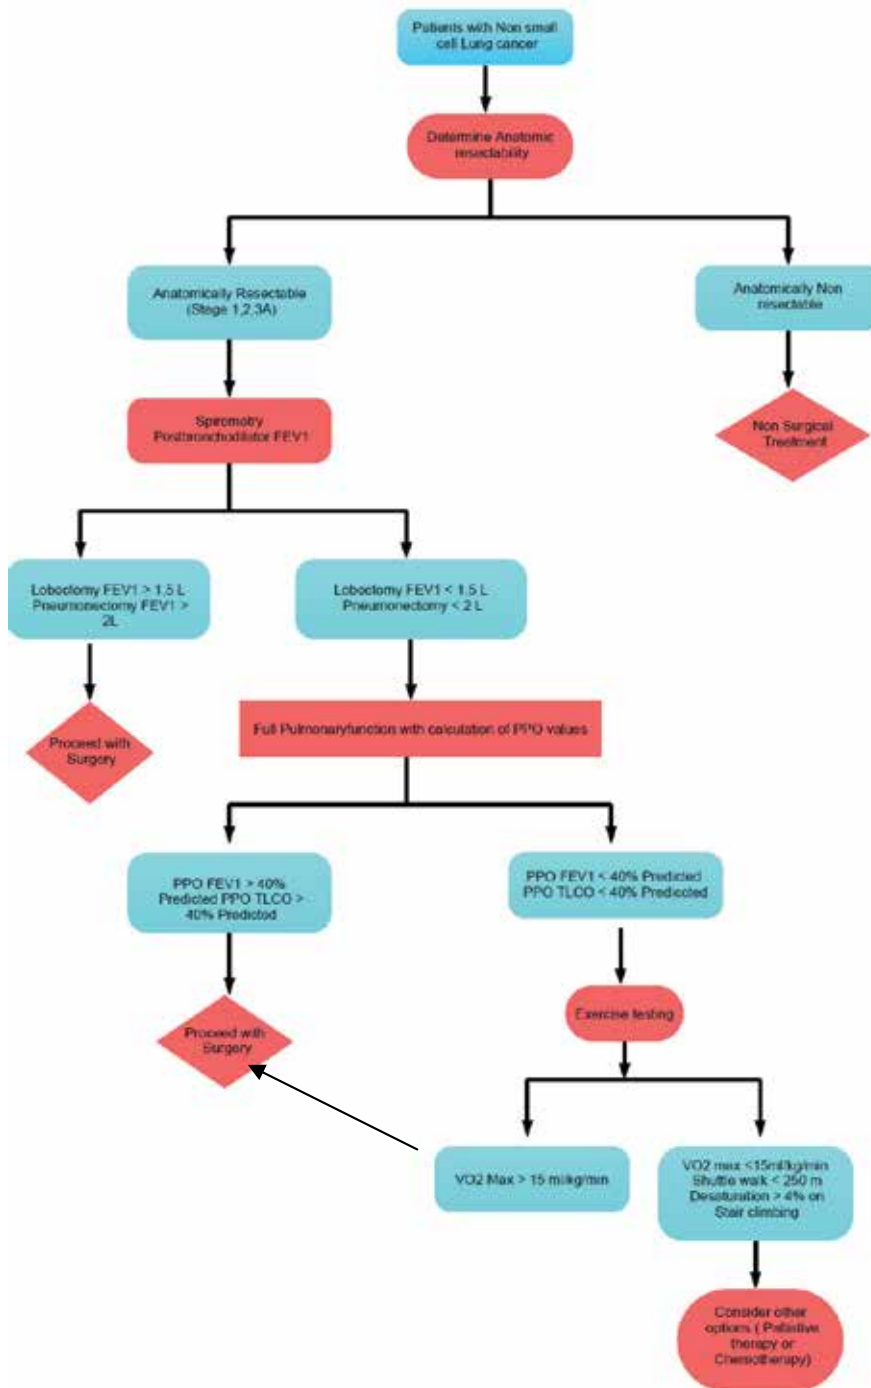 Patients with Non small
cell Lung cancer
Determine Anatomic
resectability
Anatomically Resectable
(Stage 1,2,3A)
Anatomically Non
resectable
Spirometry
Postbronchodilator FEV1
Non Surgical
Treatment
Lobectomy FEV1 > 1.5 L
Pneumonectomy FEV1 >
2L
Lobectomy FEV1 < 1.5 L
Pneumonectomy < 2 L
Proceed with
Surgery
Full Pulmonaryfunction with calculation of PPO values
PPO FEV1 > 40%
Predicted PPO TLCO >
40% Predicted
PPO FEV1 < 40% Predicted
PPO TLCO < 40% Prediccted
Proceed with
Surgery
Exercise testing
VO2 Max > 15 ml/kg/min
VO2 max <15ml/kg/min
Shuttle walk < 250 m
Desaturation > 4% on
Stair climbing
Consider other
options ( Palliative
therapy or
Chemotherapy)